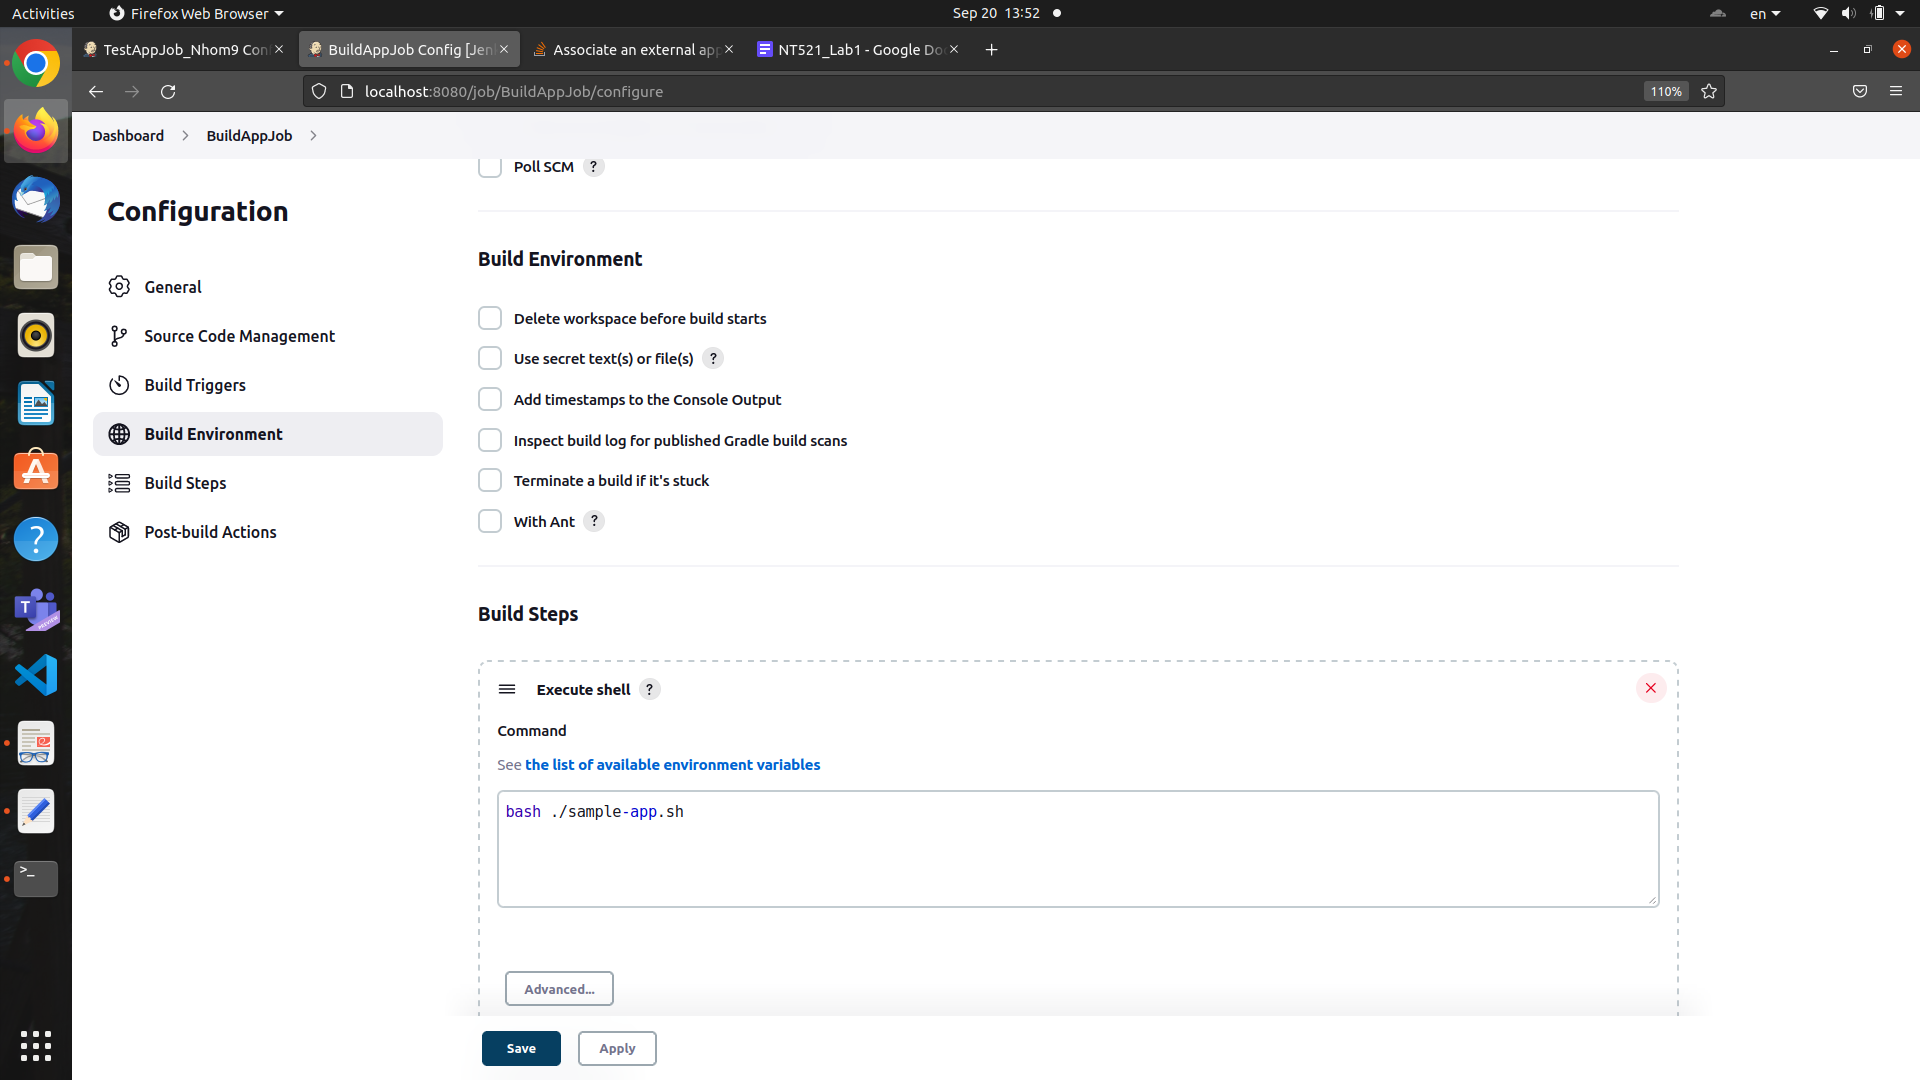 Activities
Firefox Web Browser
Sep 20 13:52
en
TestAppJob_Nhom9 Con
BuildAppJob Config [Jen
Associate an external app
NT521_Lab1 - Google Do
localhost:8080/job/BuildAppJob/configure
110%
Dashboard
BuildAppJob
Poll SCM ?
Configuration
General
Source Code Management
Build Triggers
Build Environment
Build Steps
Post-build Actions
Build Environment
Delete workspace before build starts
Use secret text(s) or file(s) ?
Add timestamps to the Console Output
Inspect build log for published Gradle build scans
Terminate a build if it's stuck
With Ant ?
Build Steps
Execute shell ?
Command
See the list of available environment variables
bash ./sample-app.sh
Advanced...
Save
Apply